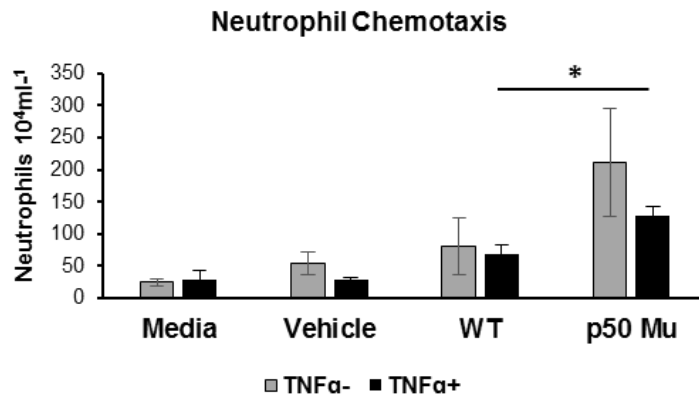 Neutrophil Chemotaxis
Neutrophils 10⁴ml-¹
350
300
250
200
150
100
50
0
*
Media Vehicle WT p50 Mu
TNFα- TNFα+